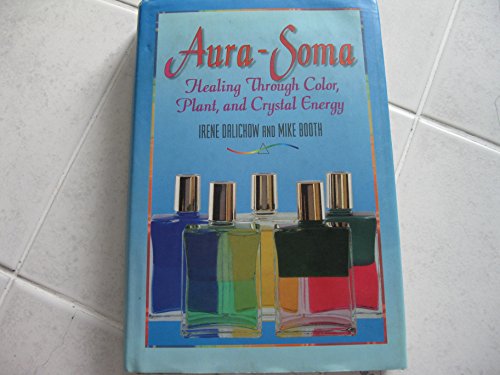 Aura-Soma
Healing Through Color,
Plant, and Crystal Energy
IRENE DALICHOW AND MIKE BOOTH